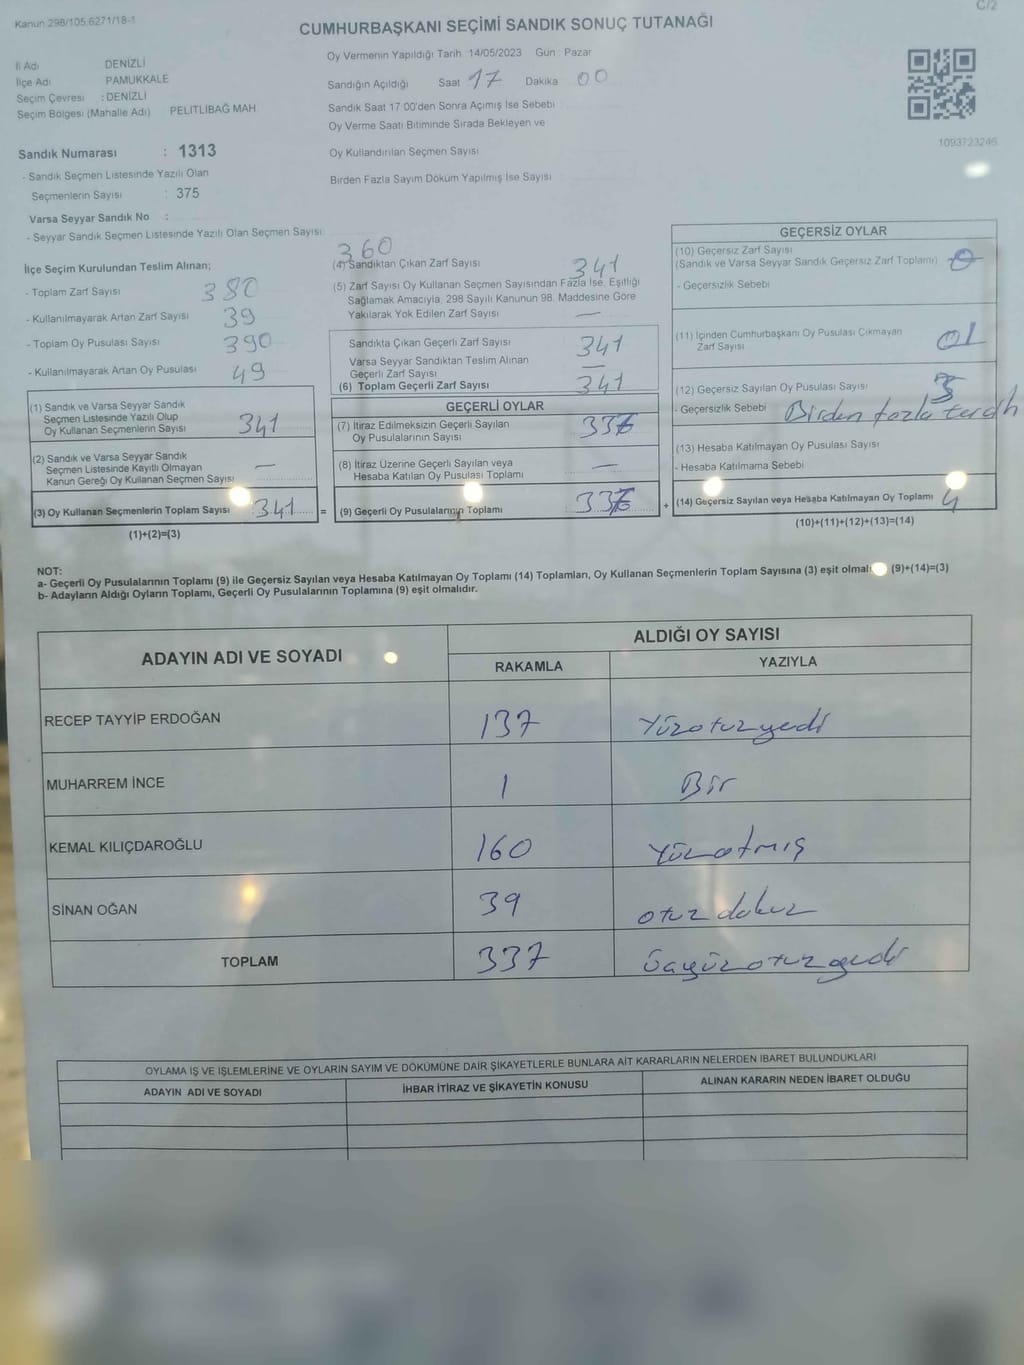 Kanun 298/105.6271/18-1
C/2
CUMHURBAŞKANI SEÇİMİ SANDIK SONUÇ TUTANAĞI
İl Adı DENİZLİ
İlçe Adı PAMUKKALE
Seçim Çevresi : DENİZLİ
Seçim Bölgesi (Mahalle Adı) PELITLIBAĞ MAH.
Sandık Numarası : 1313
- Sandık Seçmen Listesinde Yazılı Olan
Seçmenlerin Sayısı : 375
Varsa Seyyar Sandık No :
- Seyyar Sandık Seçmen Listesinde Yazılı Olan Seçmen Sayısı
Oy Vermenin Yapıldığı Tarih 14/05/2023 Gün Pazar
Sandığın Açıldığı Saat 17 Dakika 00
Sandık Saat 17 00'den Sonra Açımış İse Sebebi
Oy Verme Saati Bitiminde Sırada Bekleyen ve
Oy Kullandırılan Seçmen Sayısı
Birden Fazla Sayım Döküm Yapılmış İse Sayısı
1093723246
İlçe Seçim Kurulundan Teslim Alınan;
- Toplam Zarf Sayısı 380
- Kullanılmayarak Artan Zarf Sayısı 39
- Toplam Oy Pusulası Sayısı 390
- Kullanılmayarak Artan Oy Pusulası 49
(1) Sandık ve Varsa Seyyar Sandık
Seçmen Listesinde Yazılı Olup
Oy Kullanan Seçmenlerin Sayısı 341
(2) Sandık ve Varsa Seyyar Sandık
Seçmen Listesinde Kayıtlı Olmayan
Kanun Gereği Oy Kullanan Seçmen Sayısı —
(3) Oy Kullanan Seçmenlerin Toplam Sayısı : 341 =
(1)+(2)=(3)
360
(4) Sandıktan Çıkan Zarf Sayısı 341
(5) Zarf Sayısı Oy Kullanan Seçmen Sayısından Fazla İse, Eşitliği
Sağlamak Amacıyla, 298 Sayılı Kanunun 98. Maddesine Göre
Yakılarak Yok Edilen Zarf Sayısı —
Sandıkta Çıkan Geçerli Zarf Sayısı 341
Varsa Seyyar Sandıktan Teslim Alınan
Geçerli Zarf Sayısı —
(6) Toplam Geçerli Zarf Sayısı 341
GEÇERLİ OYLAR
(7) İtiraz Edilmeksizin Geçerli Sayılan
Oy Pusulalarının Sayısı
(8) İtiraz Üzerine Geçerli Sayılan veya
Hesaba Katılan Oy Pusulası Toplamı —
(9) Geçerli Oy Pusulalarının Toplamı +
GEÇERSİZ OYLAR
(10) Geçersiz Zarf Sayısı
(Sandık ve Varsa Seyyar Sandık Geçersiz Zarf Toplamı)
- Geçersizlik Sebebi
(11) İçinden Cumhurbaşkanı Oy Pusulası Çıkmayan
Zarf Sayısı 01
(12) Geçersiz Sayılan Oy Pusulası Sayısı
- Geçersizlik Sebebi Birden fazla tercih
(13) Hesaba Katılmayan Oy Pusulası Sayısı
- Hesaba Katılmama Sebebi
(14) Geçersiz Sayılan veya Hesaba Katılmayan Oy Toplamı 4
(10)+(11)+(12)+(13)=(14)
NOT:
a- Geçerli Oy Pusulalarının Toplamı (9) ile Geçersiz Sayılan veya Hesaba Katılmayan Oy Toplamı (14) Toplamları, Oy Kullanan Seçmenlerin Toplam Sayısına (3) eşit olmal (9)+(14)=(3)
b- Adayların Aldığı Oyların Toplamı, Geçerli Oy Pusulalarının Toplamına (9) eşit olmalıdır.
ADAYIN ADI VE SOYADI ALDIĞI OY SAYISI
RAKAMLA YAZIYLA
RECEP TAYYİP ERDOĞAN 137 Yüzotuzyedi
MUHARREM İNCE 1 Bir
KEMAL KILIÇDAROĞLU 160 Yüzatmış
SİNAN OĞAN 39 otuz dokuz
TOPLAM 337 üçyüzotuzyedi
OYLAMA İŞ VE İŞLEMLERİNE VE OYLARIN SAYIM VE DÖKÜMÜNE DAİR ŞİKAYETLERLE BUNLARA AİT KARARLARIN NELERDEN İBARET BULUNDUKLARI
ADAYIN ADI VE SOYADI İHBAR İTİRAZ VE ŞİKAYETİN KONUSU ALINAN KARARIN NEDEN İBARET OLDUĞU